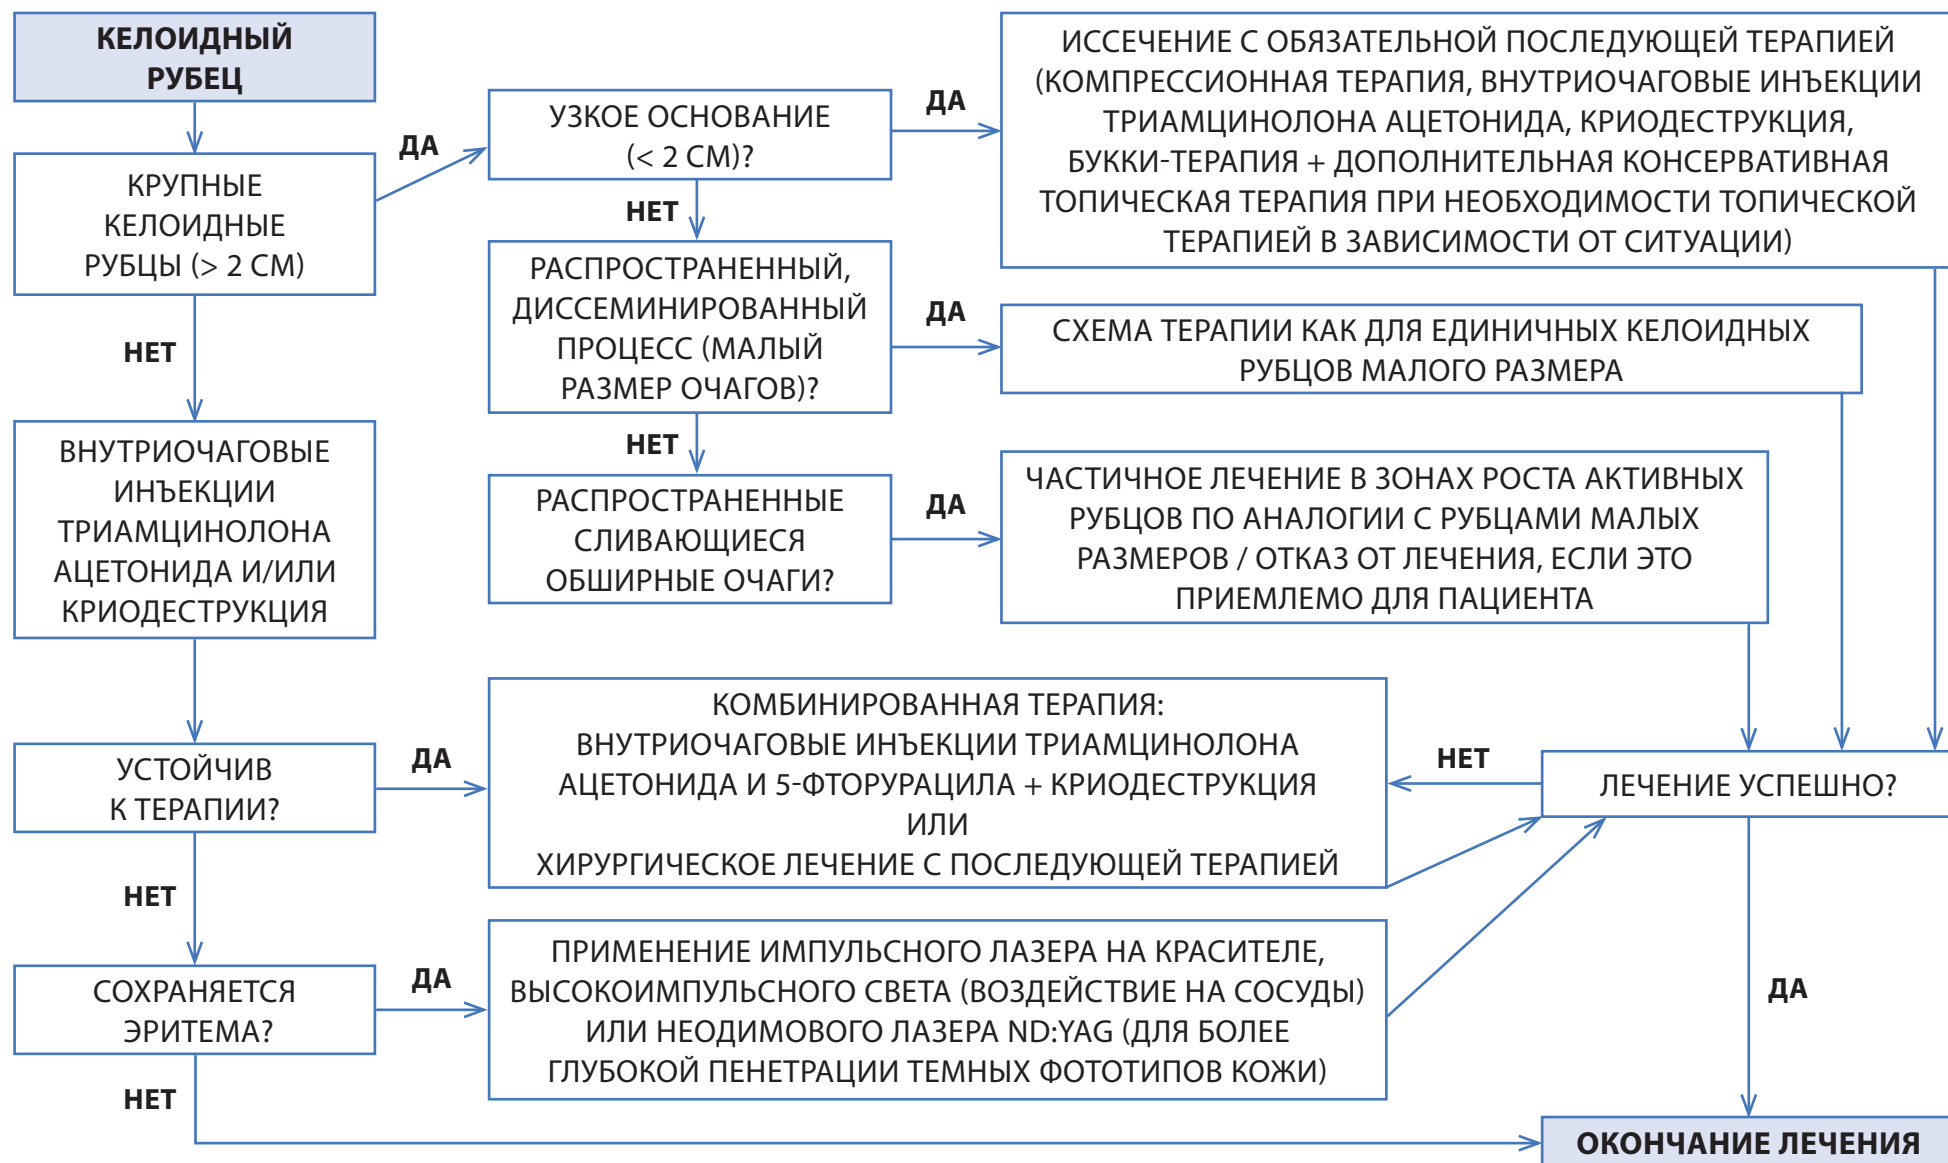 КЕЛОИДНЫЙ
РУБЕЦ
КРУПНЫЕ
КЕЛОИДНЫЕ
РУБЦЫ (> 2 СМ)
ДА
УЗКОЕ ОСНОВАНИЕ
(< 2 СМ)?
ДА
ИССЕЧЕНИЕ С ОБЯЗАТЕЛЬНОЙ ПОСЛЕДУЮЩЕЙ ТЕРАПИЕЙ
(КОМПРЕССИОННАЯ ТЕРАПИЯ, ВНУТРИОЧАГОВЫЕ ИНЪЕКЦИИ
ТРИАМЦИНОЛОНА АЦЕТОНИДА, КРИОДЕСТРУКЦИЯ,
БУККИ-ТЕРАПИЯ + ДОПОЛНИТЕЛЬНАЯ КОНСЕРВАТИВНАЯ
ТОПИЧЕСКАЯ ТЕРАПИЯ ПРИ НЕОБХОДИМОСТИ ТОПИЧЕСКОЙ
ТЕРАПИЕЙ В ЗАВИСИМОСТИ ОТ СИТУАЦИИ)
НЕТ
РАСПРОСТРАНЕННЫЙ,
ДИССЕМИНИРОВАННЫЙ
ПРОЦЕСС (МАЛЫЙ
РАЗМЕР ОЧАГОВ)?
ДА
СХЕМА ТЕРАПИИ КАК ДЛЯ ЕДИНИЧНЫХ КЕЛОИДНЫХ
РУБЦОВ МАЛОГО РАЗМЕРА
НЕТ
РАСПРОСТРАНЕННЫЕ
СЛИВАЮЩИЕСЯ
ОБШИРНЫЕ ОЧАГИ?
ДА
ЧАСТИЧНОЕ ЛЕЧЕНИЕ В ЗОНАХ РОСТА АКТИВНЫХ
РУБЦОВ ПО АНАЛОГИИ С РУБЦАМИ МАЛЫХ
РАЗМЕРОВ / ОТКАЗ ОТ ЛЕЧЕНИЯ, ЕСЛИ ЭТО
ПРИЕМЛЕМО ДЛЯ ПАЦИЕНТА
НЕТ
ВНУТРИОЧАГОВЫЕ
ИНЪЕКЦИИ
ТРИАМЦИНОЛОНА
АЦЕТОНИДА И/ИЛИ
КРИОДЕСТРУКЦИЯ
УСТОЙЧИВ
К ТЕРАПИИ?
ДА
КОМБИНИРОВАННАЯ ТЕРАПИЯ:
ВНУТРИОЧАГОВЫЕ ИНЪЕКЦИИ ТРИАМЦИНОЛОНА
АЦЕТОНИДА И 5-ФТОРУРАЦИЛА + КРИОДЕСТРУКЦИЯ
ИЛИ
ХИРУРГИЧЕСКОЕ ЛЕЧЕНИЕ С ПОСЛЕДУЮЩЕЙ ТЕРАПИЕЙ
НЕТ
ЛЕЧЕНИЕ УСПЕШНО?
НЕТ
СОХРАНЯЕТСЯ
ЭРИТЕМА?
ДА
ПРИМЕНЕНИЕ ИМПУЛЬСНОГО ЛАЗЕРА НА КРАСИТЕЛЕ,
ВЫСОКОИМПУЛЬСНОГО СВЕТА (ВОЗДЕЙСТВИЕ НА СОСУДЫ)
ИЛИ НЕОДИМОВОГО ЛАЗЕРА ND:YAG (ДЛЯ БОЛЕЕ
ГЛУБОКОЙ ПЕНЕТРАЦИИ ТЕМНЫХ ФОТОТИПОВ КОЖИ)
ДА
НЕТ
ОКОНЧАНИЕ ЛЕЧЕНИЯ